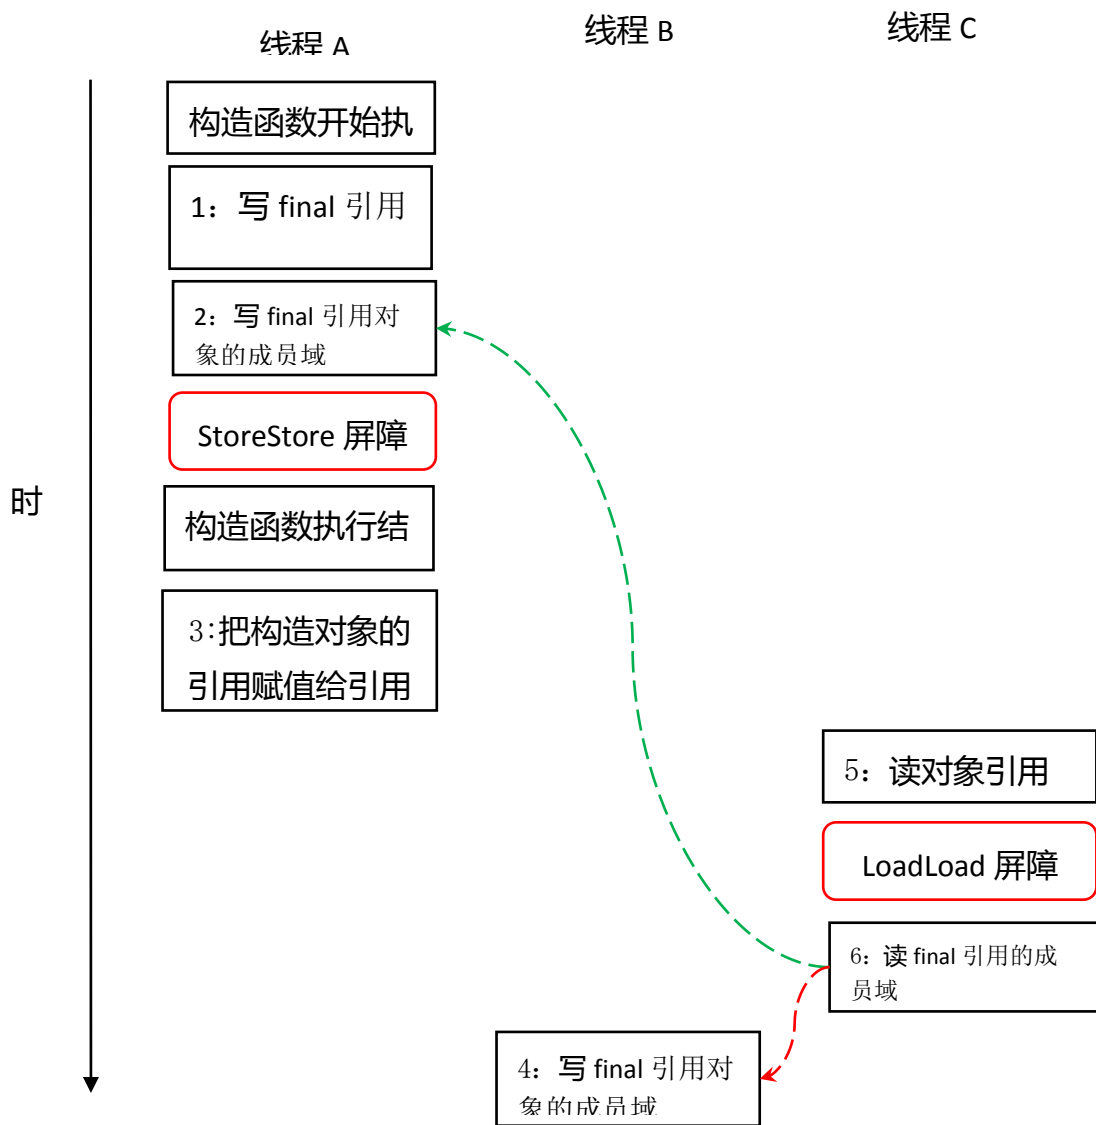 线程 A
线程 B
线程 C
构造函数开始执
1：写 final 引用
2：写 final 引用对
象的成员域
StoreStore 屏障
时
构造函数执行结
3:把构造对象的
引用赋值给引用
5：读对象引用
LoadLoad 屏障
6：读 final 引用的成
员域
4：写 final 引用对
象的成员域